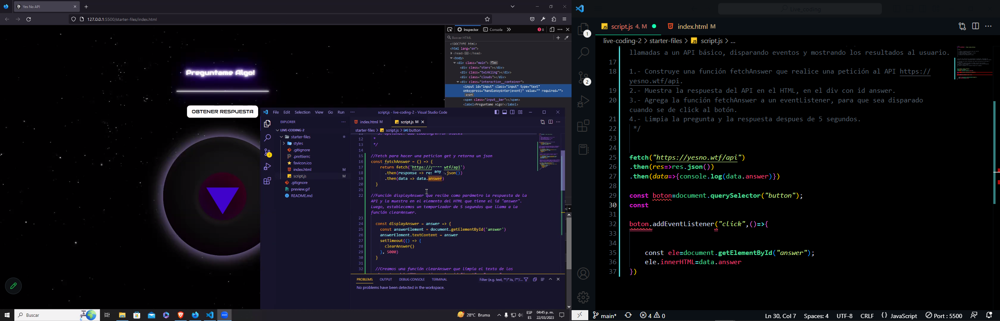 Yes No API
127.0.0.1:5500/starter-files/index.html
Preguntame Algo!
OBTENER RESPUESTA
Inspector
Consola
8
Buscar HTML
<!DOCTYPE html>
<html lang="en">
<head></head>
<body>
<div class="main"> flex
<div class="stars"></div>
<div class="twinkling"></div>
<div class="clouds"></div>
<div class="interaction__container">
<input id="input" class="input" type="text"
onkeypress="handleKeyEnter(event)" value="" required="">
event
<span class="input__bar"></span>
<label>Preguntame Algo!</label>
File Edit Selection View Go Run ···
script.js - live-coding-2 - Visual Studio Code
EXPLORER
LIVE-CODING-2
starter-files
styles
.gitignore
.prettierrc
favicon.ico
index.html M
script.js M
.gitignore
preview.gif
README.md
index.html M
script.js M
starter-files > script.js > button
12 *
13 */
14
15 //Fetch para hacer una peticion get y retorna un json
16 const fetchAnswer = () => {
17 return fetch('https://yesno.wtf/api')
any
18 .then(response => res .json())
19 .then(data => data.answer)
20 }
21
22 //Función displayAnswer que recibe como parámetro la respuesta de la
API y la muestra en el elemento del HTML que tiene el id "answer".
Luego, establecemos un temporizador de 5 segundos que llama a la
función clearAnswer.
23
24 const displayAnswer = answer => {
25 const answerElement = document.getElementById('answer')
26 answerElement.textContent = answer
27 setTimeout(() => {
28 clearAnswer()
29 }, 5000)
30 }
31
32 //Creamos una función clearAnswer que limpia el texto de los
PROBLEMS OUTPUT DEBUG CONSOLE TERMINAL
Filter (e.g. text, **/*.ts, !**/...
No problems have been detected in the workspace.
Buscar
28°C Bruma
ESP
ES
04:45 p. m.
22/03/2023
Live_coding
script.js 4, M
index.html M
live-coding-2 > starter-files > script.js > ...
1
2
llamadas a un API básico, disparando eventos y mostrando los resultados al usuario.
17
18 1.- Construye una función fetchAnswer que realice una petición al API https://
yesno.wtf/api.
19 2.- Muestra la respuesta del API en el HTML, en el div con id answer.
20 3.- Agrega la función fetchAnswer a un eventListener, para que sea disparado
cuando se de click al botón.
21 4.- Limpia la pregunta y la respuesta despues de 5 segundos.
22 */
23
24
25 fetch("https://yesno.wtf/api")
26 .then(res=>res.json())
27 .then(data=>{console.log(data.answer)})
28
29 const boton=document.querySelector("button");
30 const
31
32 boton.addEventListener("click",()=>{
33
34
35 const ele=document.getElementById("answer");
36 ele.innerHTML=data.answer
37 })
main*
4 0
Ln 30, Col 7
Spaces: 4
UTF-8
CRLF
{} JavaScript
Port : 5500